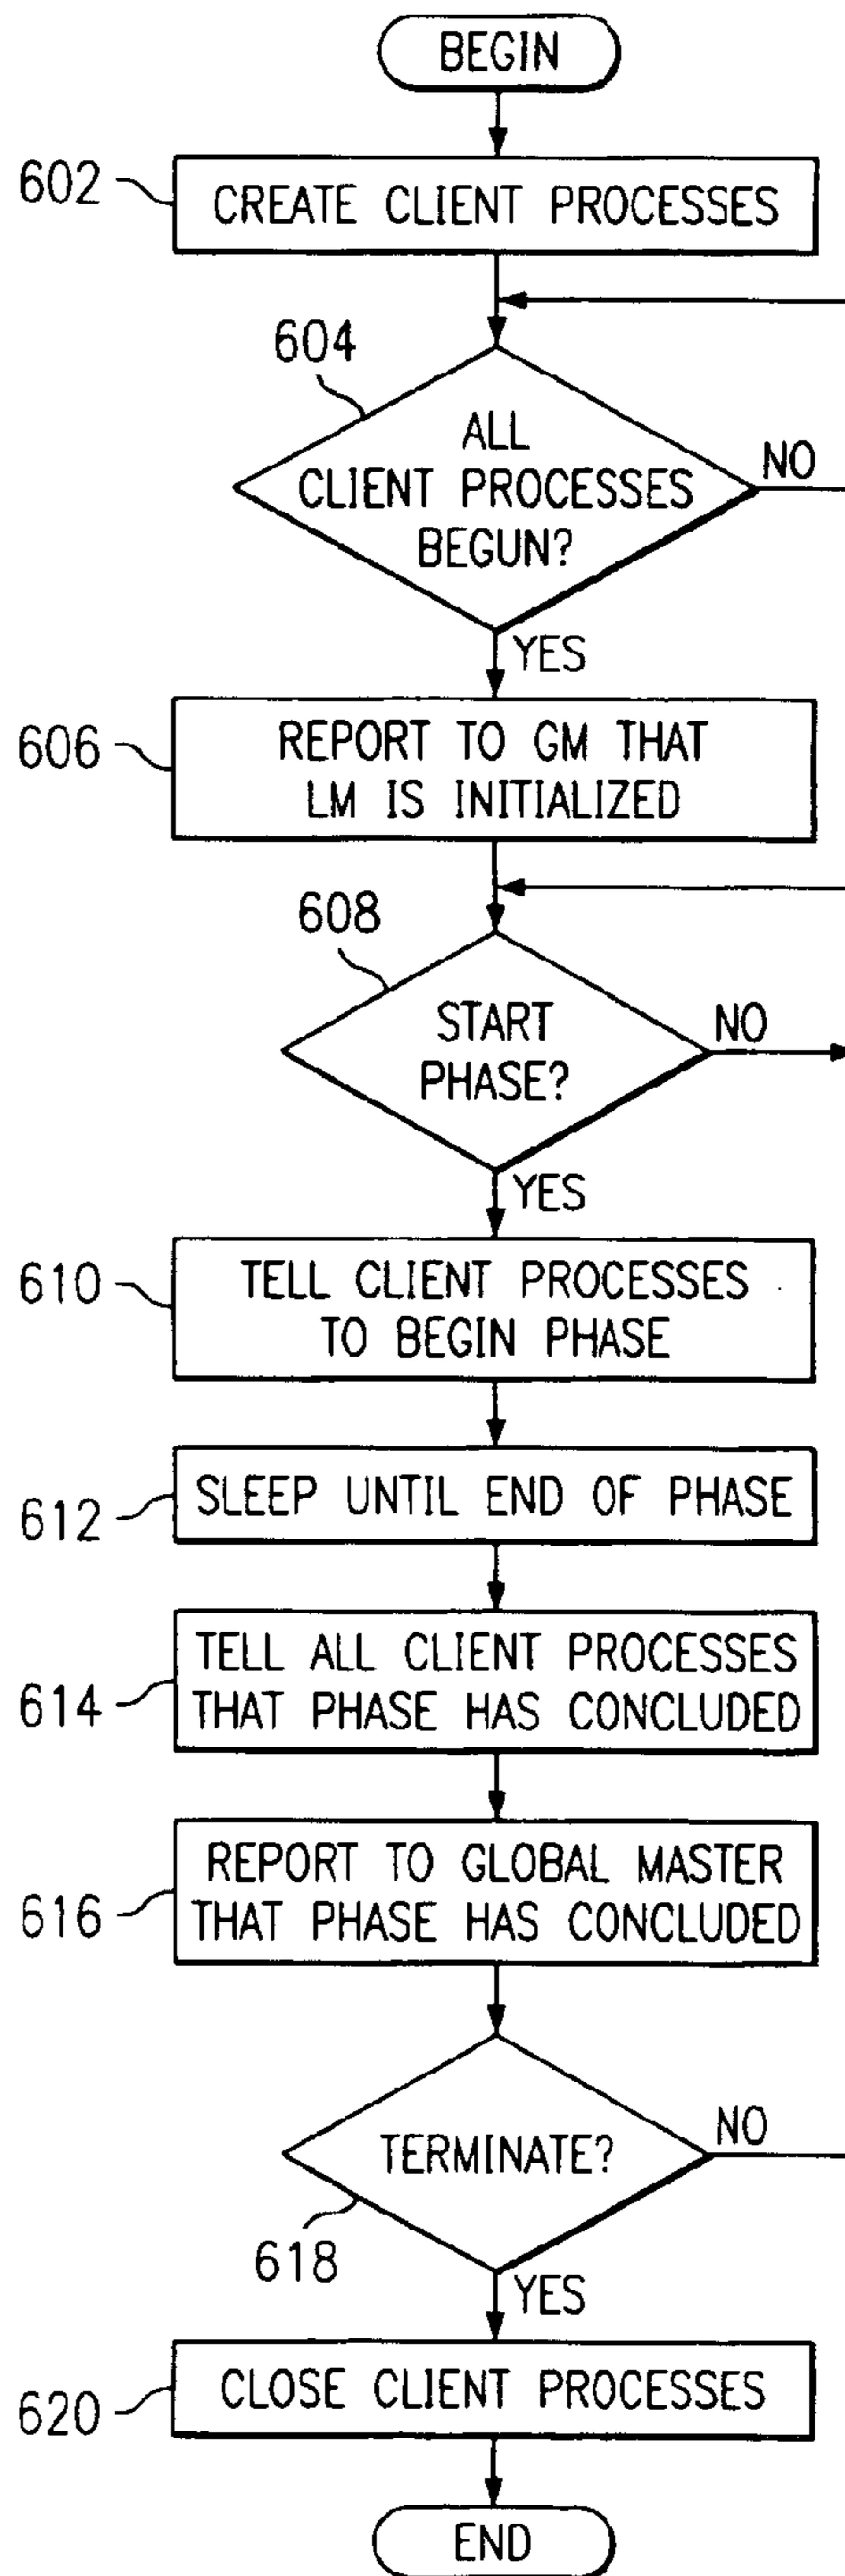 BEGIN
602
CREATE CLIENT PROCESSES
604
ALL
CLIENT PROCESSES
BEGUN?
NO
YES
606
REPORT TO GM THAT
LM IS INITIALIZED
608
START
PHASE?
NO
YES
610
TELL CLIENT PROCESSES
TO BEGIN PHASE
612
SLEEP UNTIL END OF PHASE
614
TELL ALL CLIENT PROCESSES
THAT PHASE HAS CONCLUDED
616
REPORT TO GLOBAL MASTER
THAT PHASE HAS CONCLUDED
TERMINATE?
NO
618
YES
620
CLOSE CLIENT PROCESSES
END